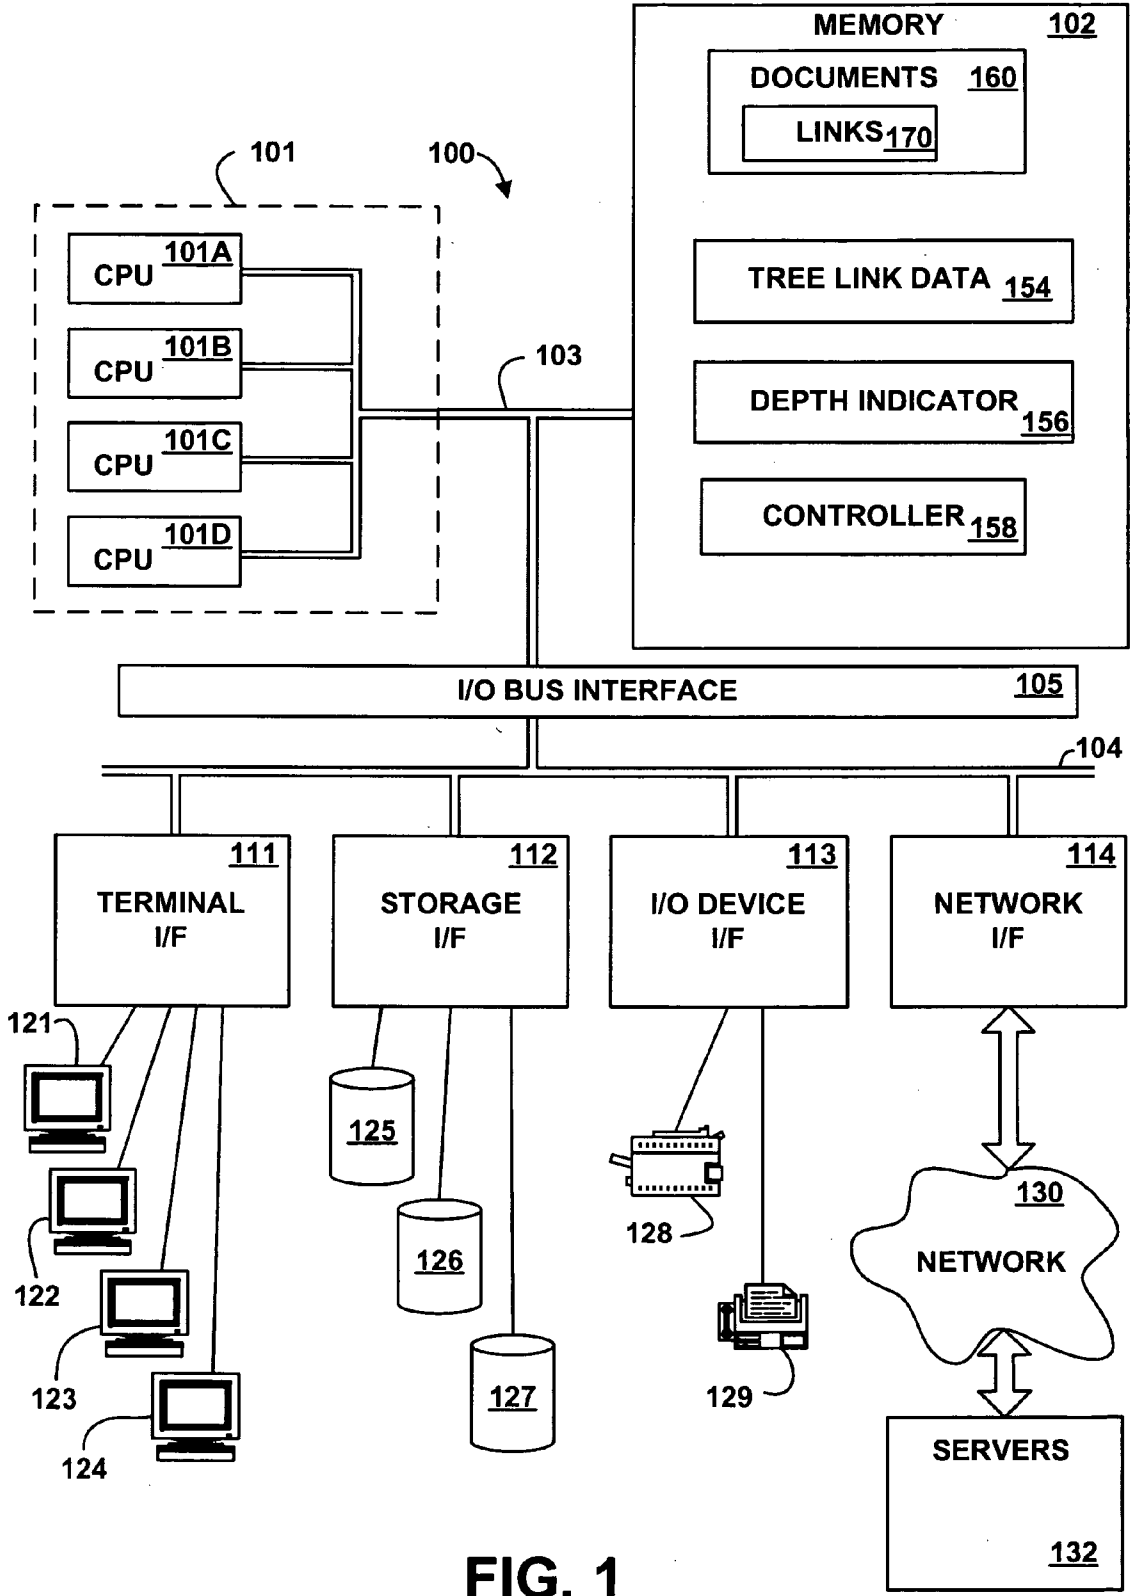 MEMORY 102
DOCUMENTS 160
LINKS 170
101
100
CPU 101A
TREE LINK DATA 154
CPU 101B
103
DEPTH INDICATOR 156
CPU 101C
CONTROLLER 158
CPU 101D
I/O BUS INTERFACE 105
104
111
TERMINAL
I/F
112
STORAGE
I/F
113
I/O DEVICE
I/F
114
NETWORK
I/F
121
122
123
124
125
126
127
128
129
130
NETWORK
SERVERS
132
FIG. 1